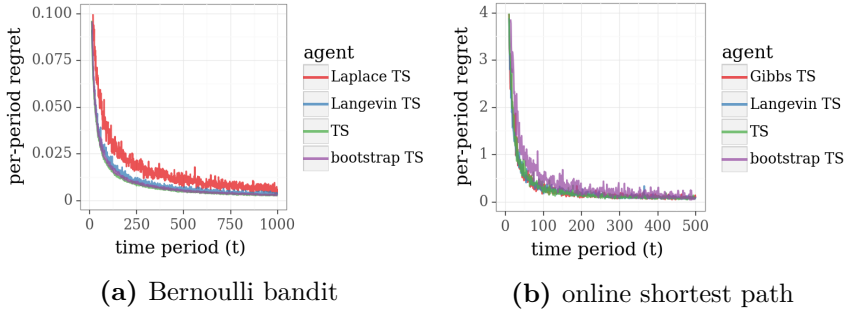 0.100
0.075
0.050
0.025
0
per-period regret
0 250 500 750 1000
time period (t)
agent
Laplace TS
Langevin TS
TS
bootstrap TS
(a) Bernoulli bandit
4
3
2
1
0
per-period regret
0 100 200 300 400 500
time period (t)
agent
Gibbs TS
Langevin TS
TS
bootstrap TS
(b) online shortest path